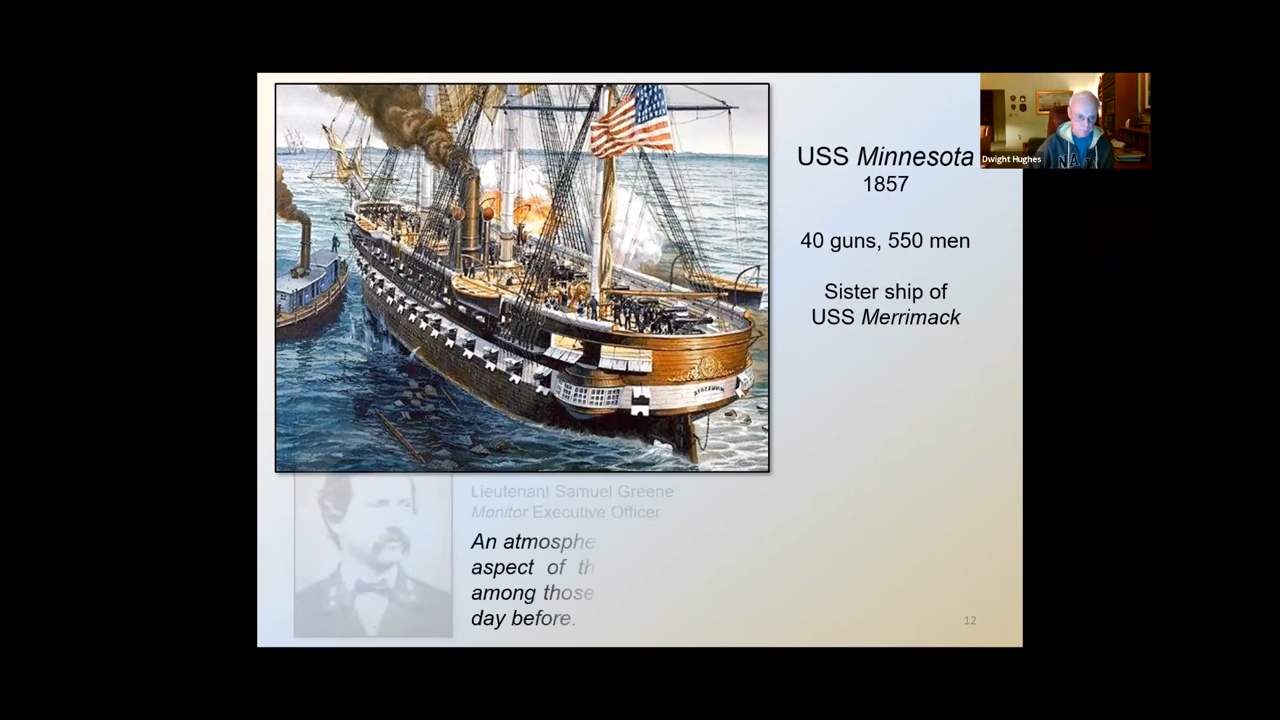 USS Minnesota
1857
40 guns, 550 men
Sister ship of
USS Merrimack
Dwight Hughes
Lieutenant Samuel Greene
Monitor Executive Officer
An atmosphe
aspect of th
among those
day before.
12